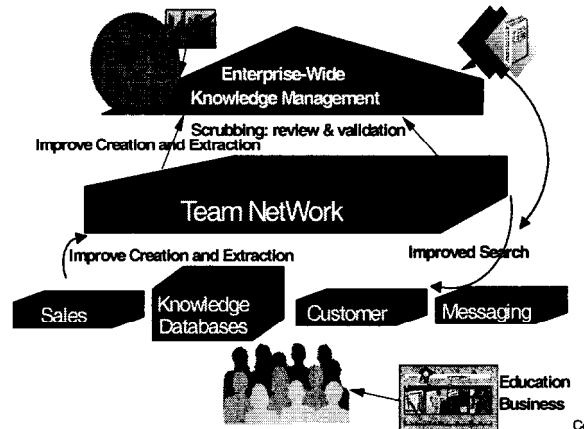 Enterprise-Wide
Knowledge Management
Scrubbing: review & validation
Improve Creation and Extraction
Team NetWork
Improve Creation and Extraction
Improved Search
Sales
Knowledge
Databases
Customer
Messaging
Education
Business